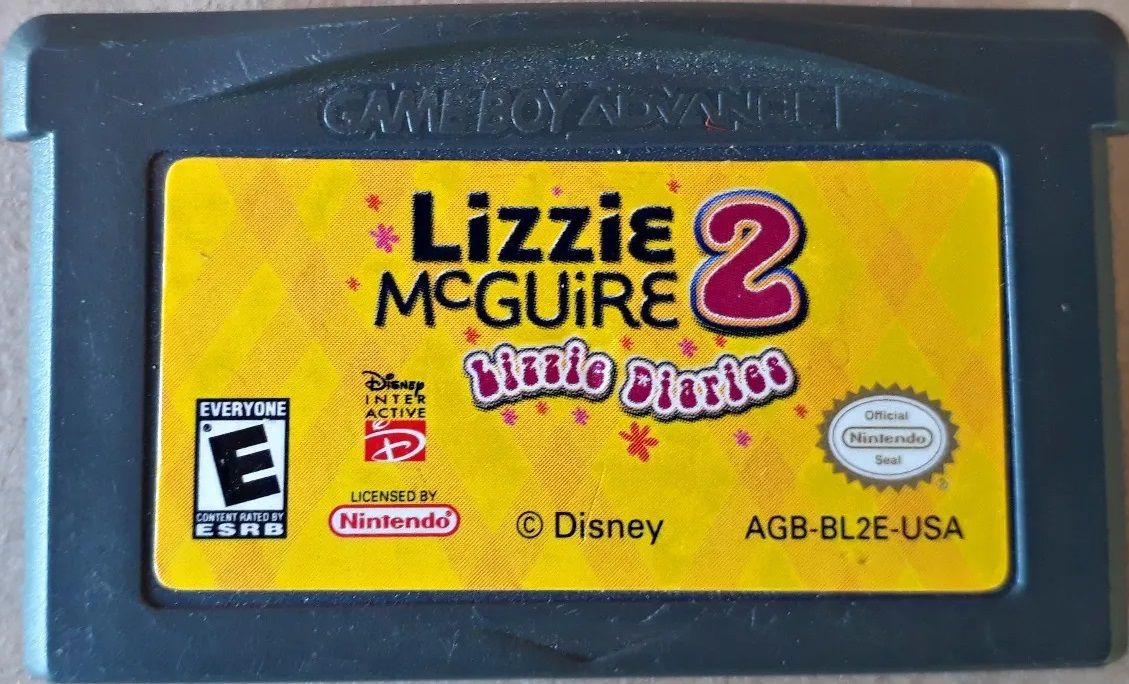 GAME BOY ADVANCE
Lizzie 2
McGUiRE
Lizzie Diaries
Disney
INTER
ACTIVE
D
EVERYONE
E
CONTENT RATED BY
ESRB
LICENSED BY
Nintendo®
© Disney
Official
Nintendo
Seal
AGB-BL2E-USA